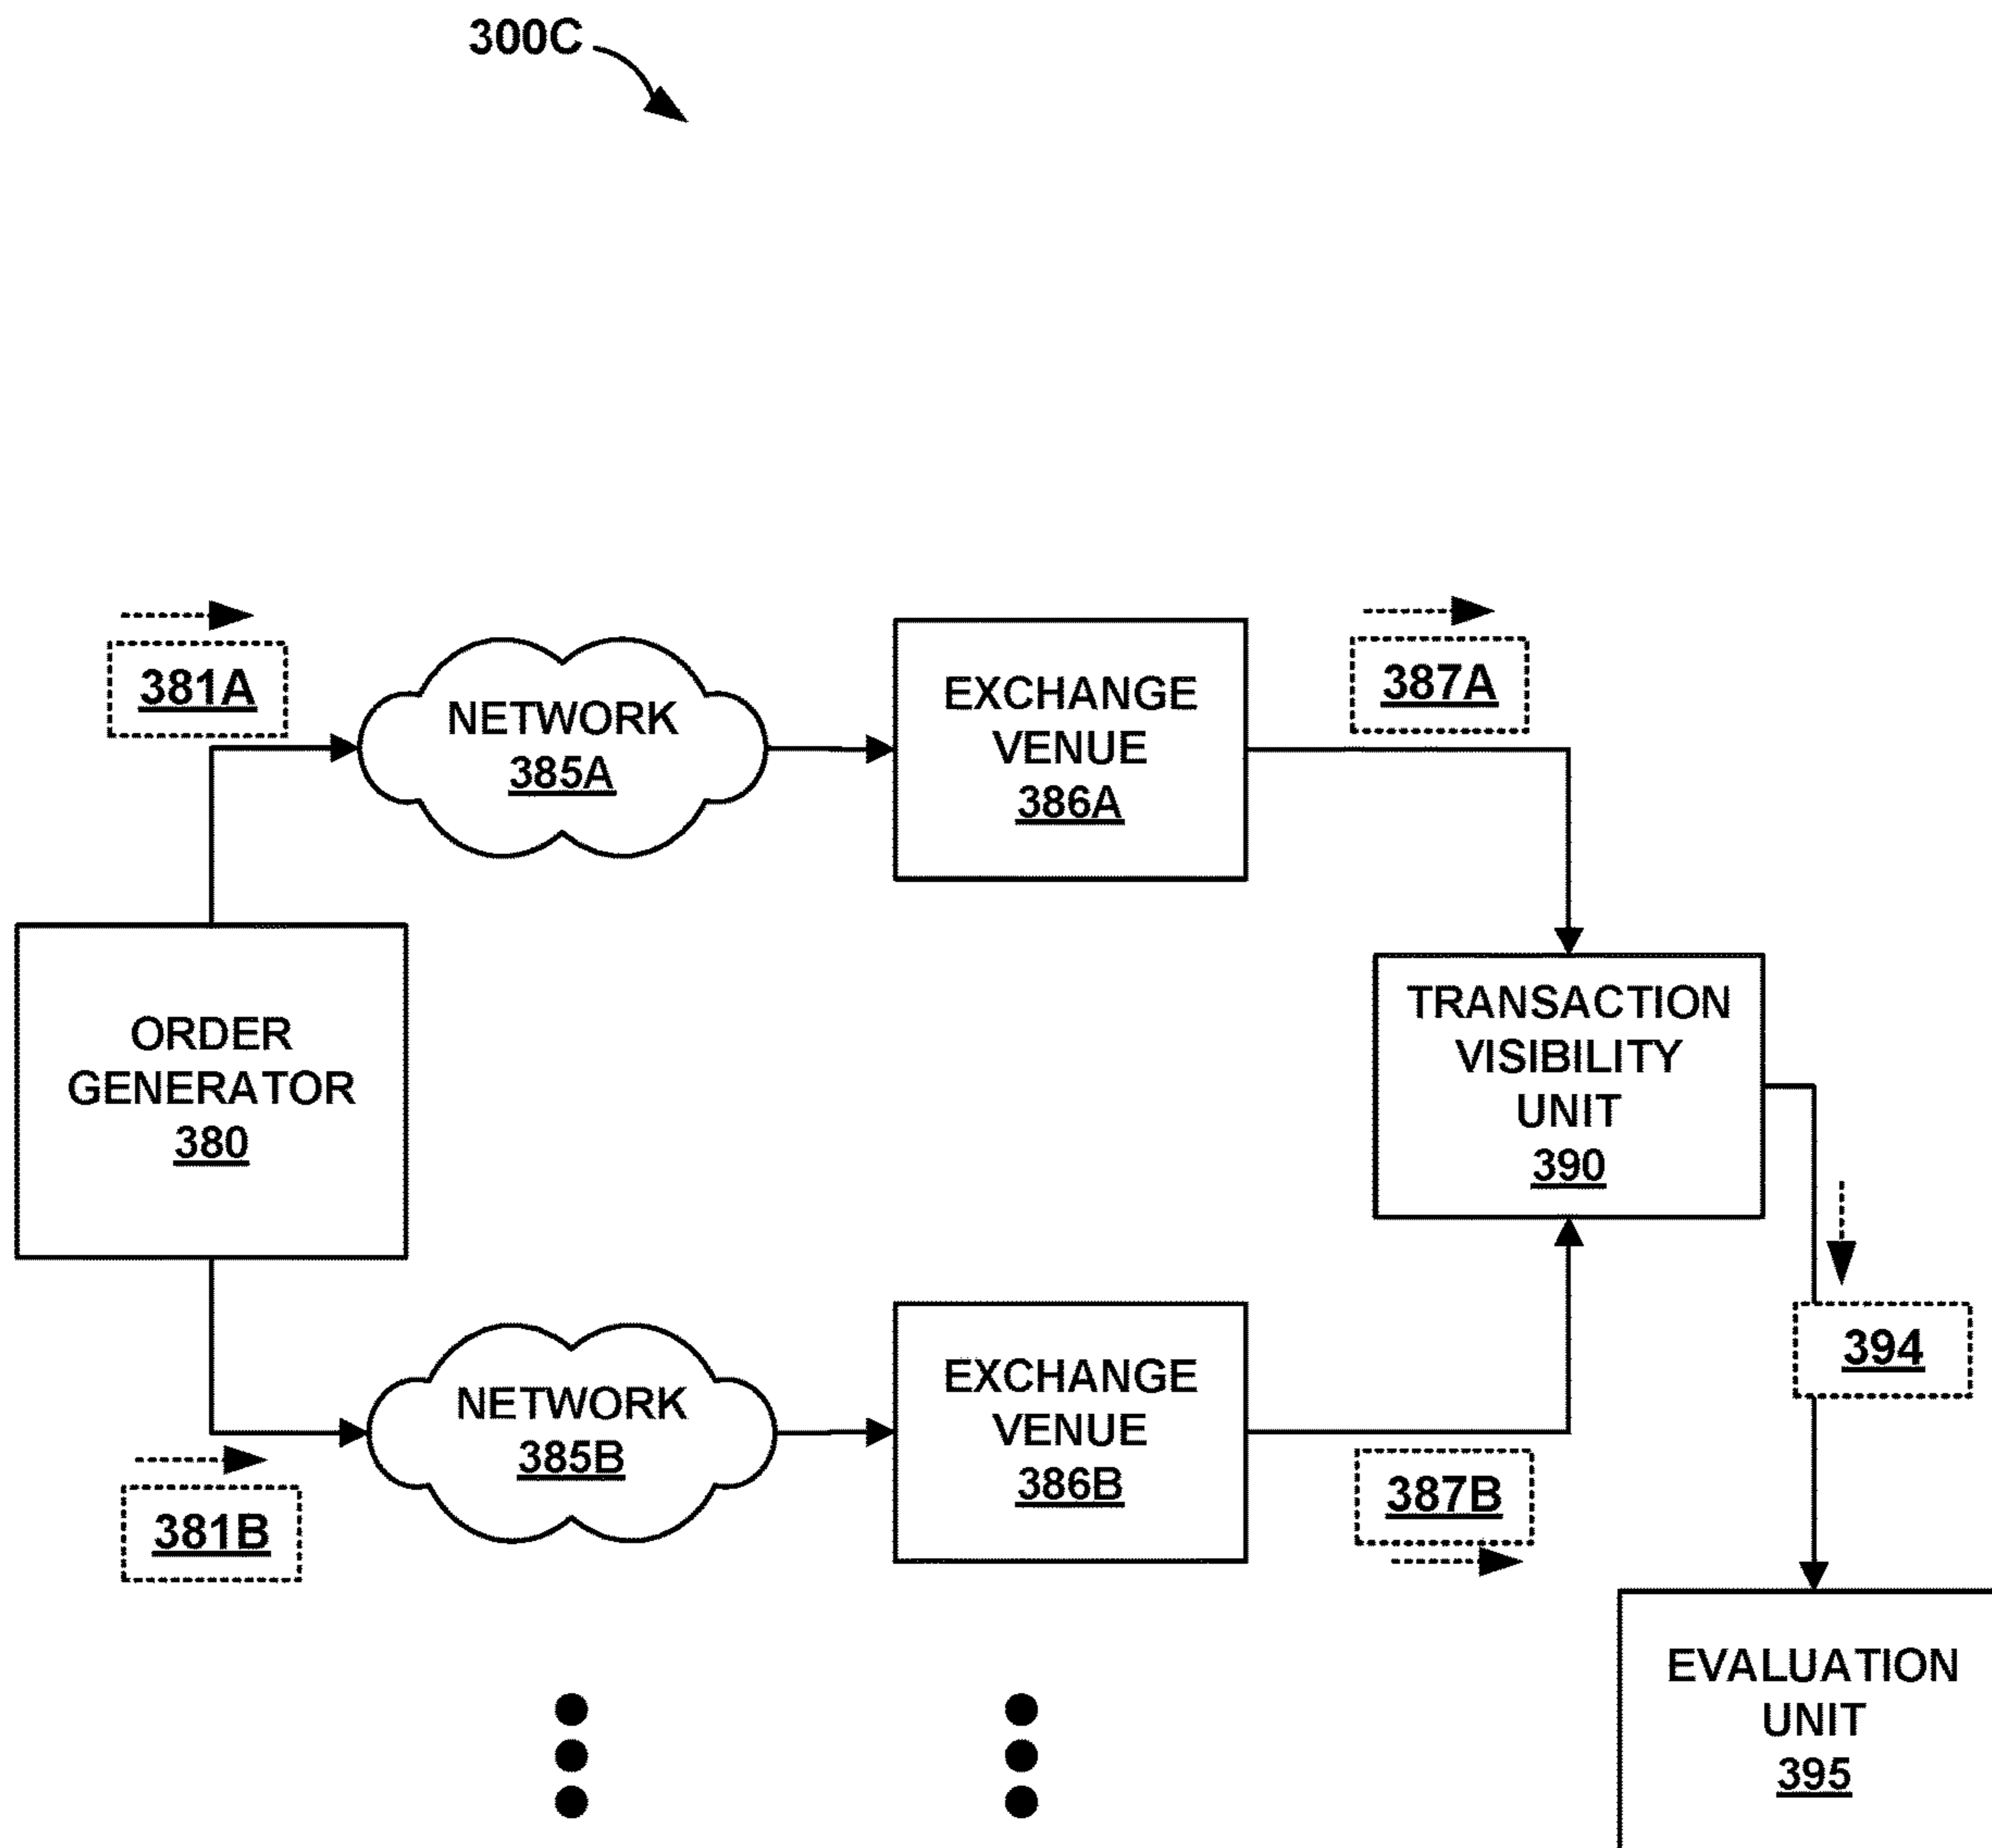 300C
381A
NETWORK
385A
EXCHANGE
VENUE
386A
387A
ORDER
GENERATOR
380
TRANSACTION
VISIBILITY
UNIT
390
394
NETWORK
385B
EXCHANGE
VENUE
386B
381B
387B
EVALUATION
UNIT
395